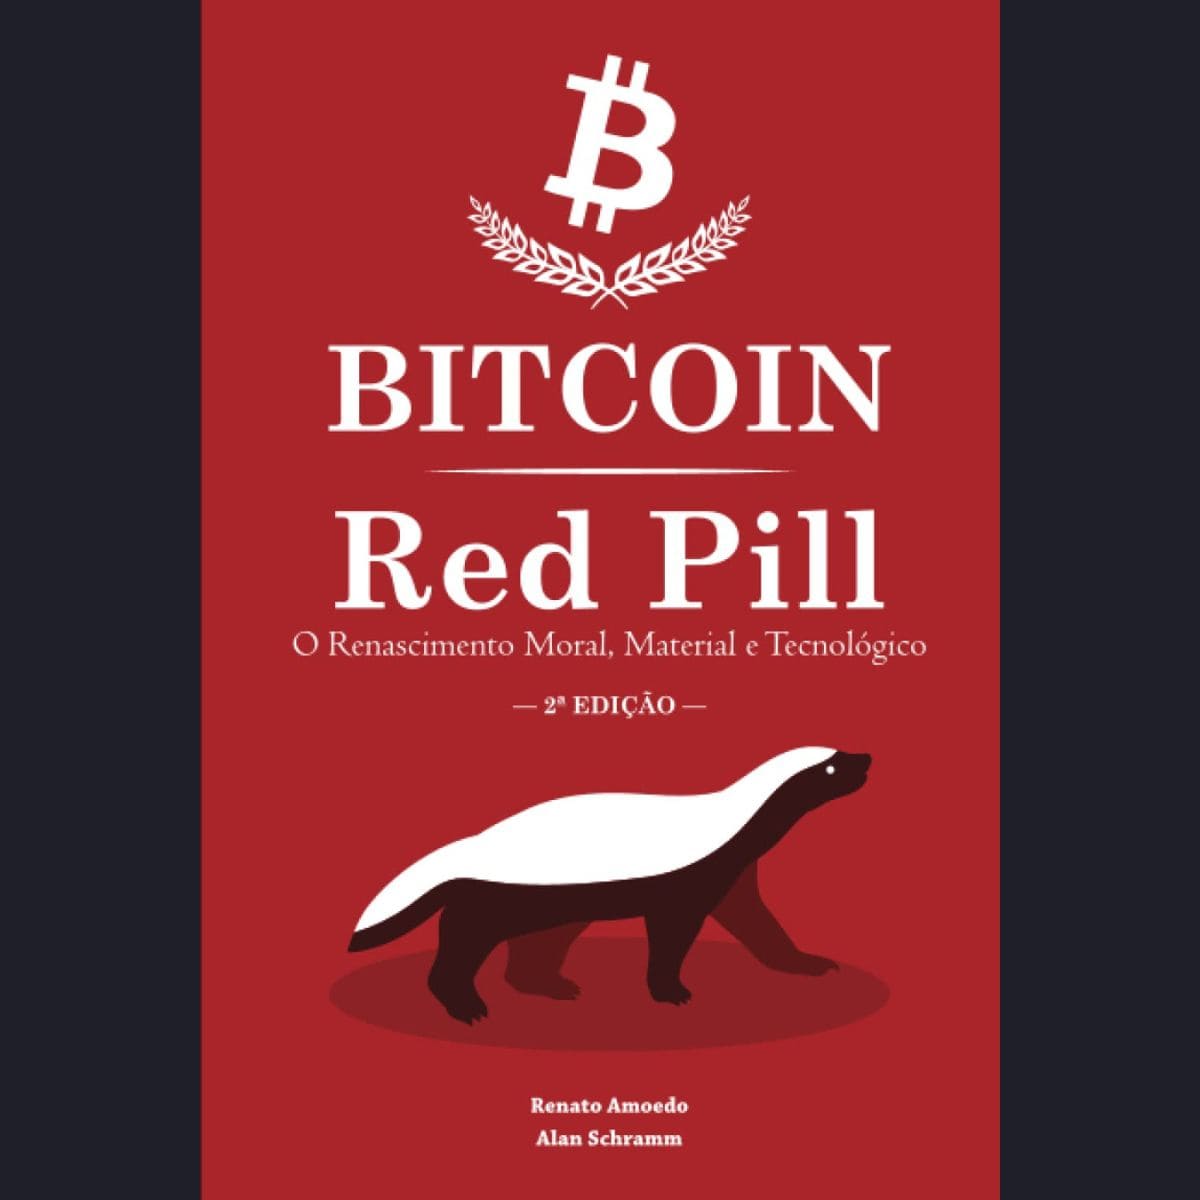 BITCOIN
Red Pill
O Renascimento Moral, Material e Tecnológico
— 2ª EDIÇÃO —
Renato Amoedo
Alan Schramm